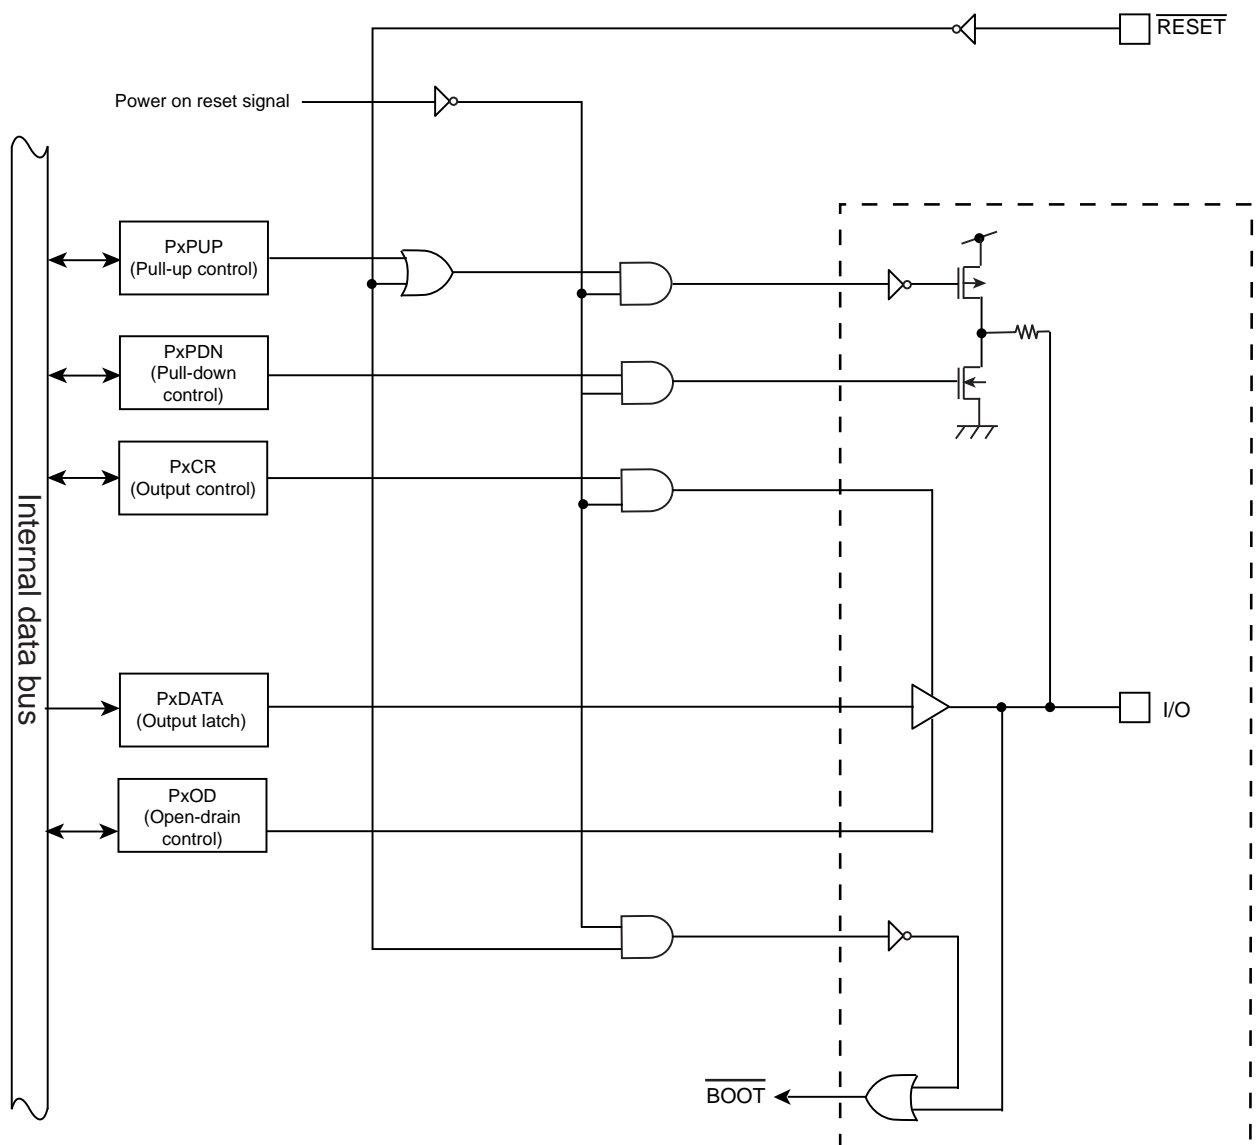 RESET
Power on reset signal
PxPUP
(Pull-up control)
PxPDN
(Pull-down
control)
PxCR
(Output control)
Internal data bus
PxDATA
(Output latch)
I/O
PxOD
(Open-drain
control)
BOOT